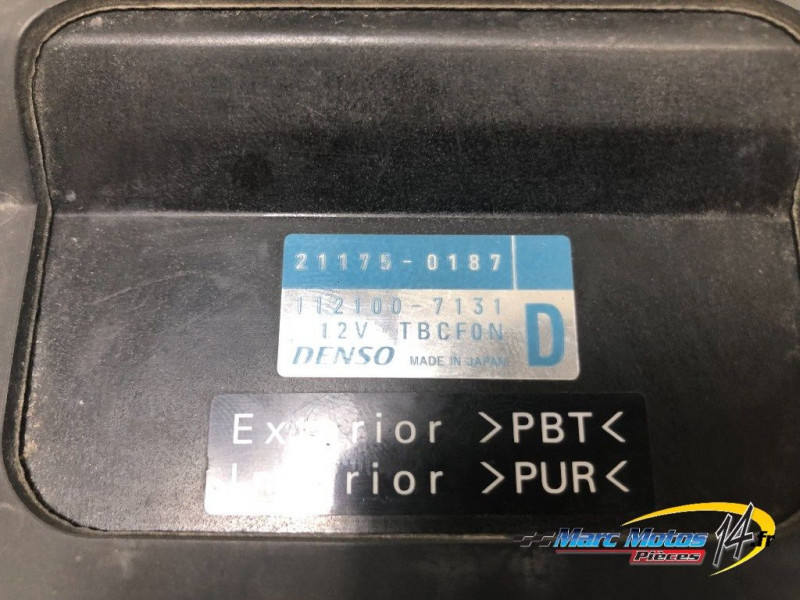 21175-0187
112100-7131
12V TBCF0N D
DENSO MADE IN JAPAN
Exterior >PBT<
Interior >PUR<
Marc Motos 14.fr
Pièces